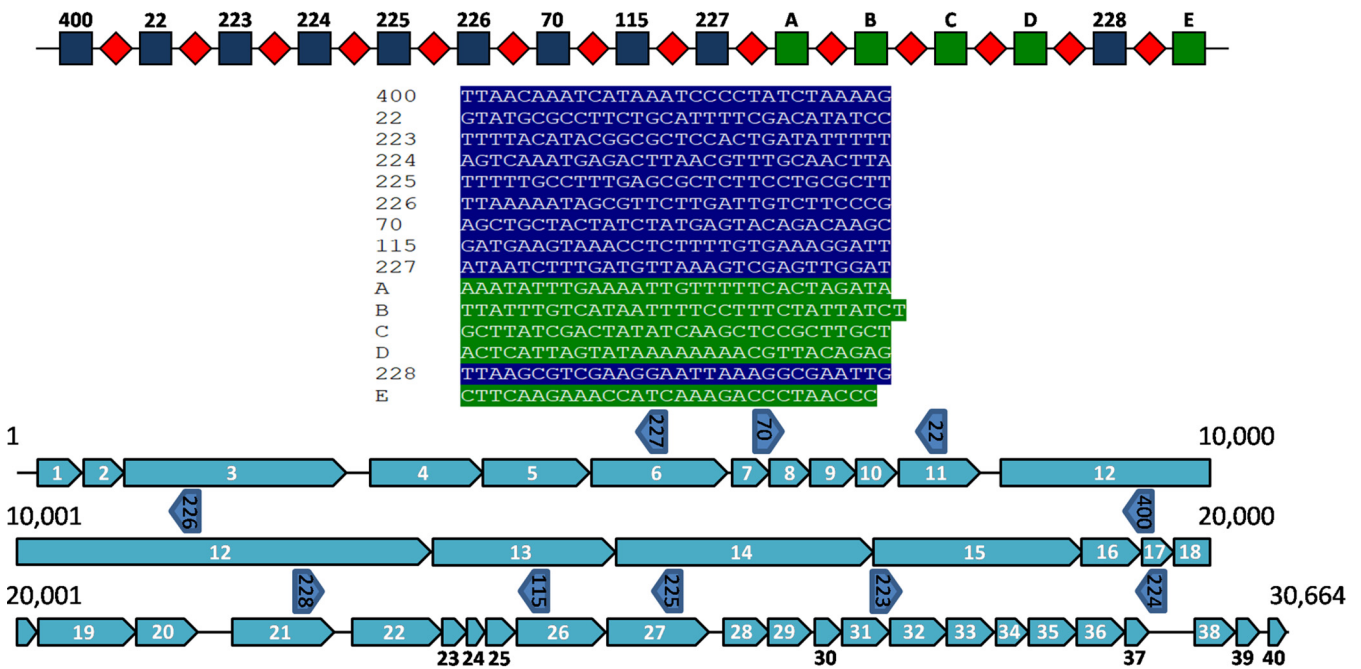 400 22 223 224 225 226 70 115 227 A B C D 228 E
400 TTAACAAATCATAAATCCCCTATCTAAAAG
22 GTATGCGCCTTCTGCATTTTCGACATATCC
223 TTTTACATACGGCGCTCCACTGATATTTTT
224 AGTCAAATGAGACTTAACGTTTGCAACTTA
225 TTTTTGCCTTTGAGCGCTCTTCCTGCGCTT
226 TTAAAAATAGCGTTCTTGATTGTCTTCCCG
70 AGCTGCTACTATCTATGAGTACAGACAAGC
115 GATGAAGTAAACCTCTTTTGTGAAAGGATT
227 ATAATCTTTGATGTTAAAGTCGAGTTGGAT
A AAATATTTGAAAATTGTTTTTCACTAGATA
B TTATTTGTCATAATTTTCCTTTCTATTATCT
C GCTTATCGACTATATCAAGCTCCGCTTGCT
D ACTCATTAGTATAAAAAAAACGTTACAGAG
228 TTAAGCGTCGAAGGAATTAAAGGCGAATTG
E CTTCAAGAAACCATCAAAGACCCTAACCC
227 70 22
1 10,000
1 2 3 4 5 6 7 8 9 10 11 12
226 400
10,001 20,000
12 13 14 15 16 17 18
228 115 225 223 224
20,001 30,664
19 20 21 22 26 27 28 29 31 32 33 34 35 36 38
23 24 25 30 37 39 40